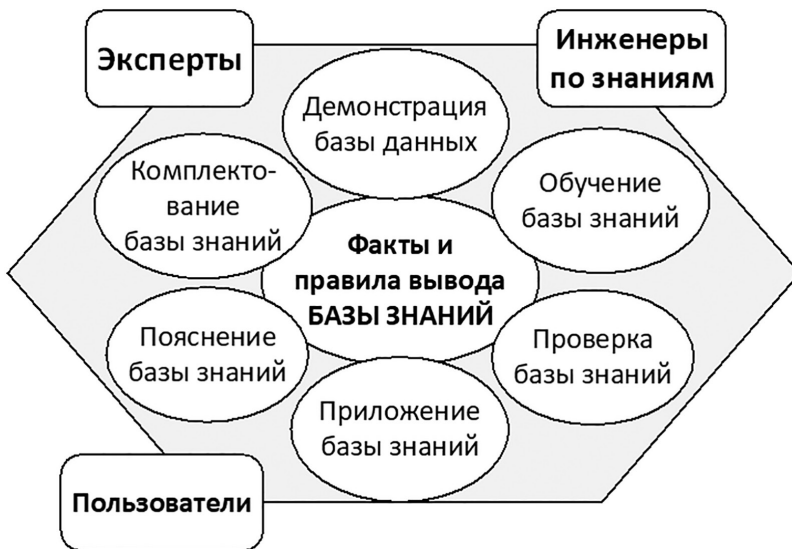 Эксперты
Инженеры
по знаниям
Демонстрация
базы данных
Комплекто-
вание
базы знаний
Обучение
базы знаний
Факты и
правила вывода
БАЗЫ ЗНАНИЙ
Пояснение
базы знаний
Проверка
базы знаний
Приложение
базы знаний
Пользователи